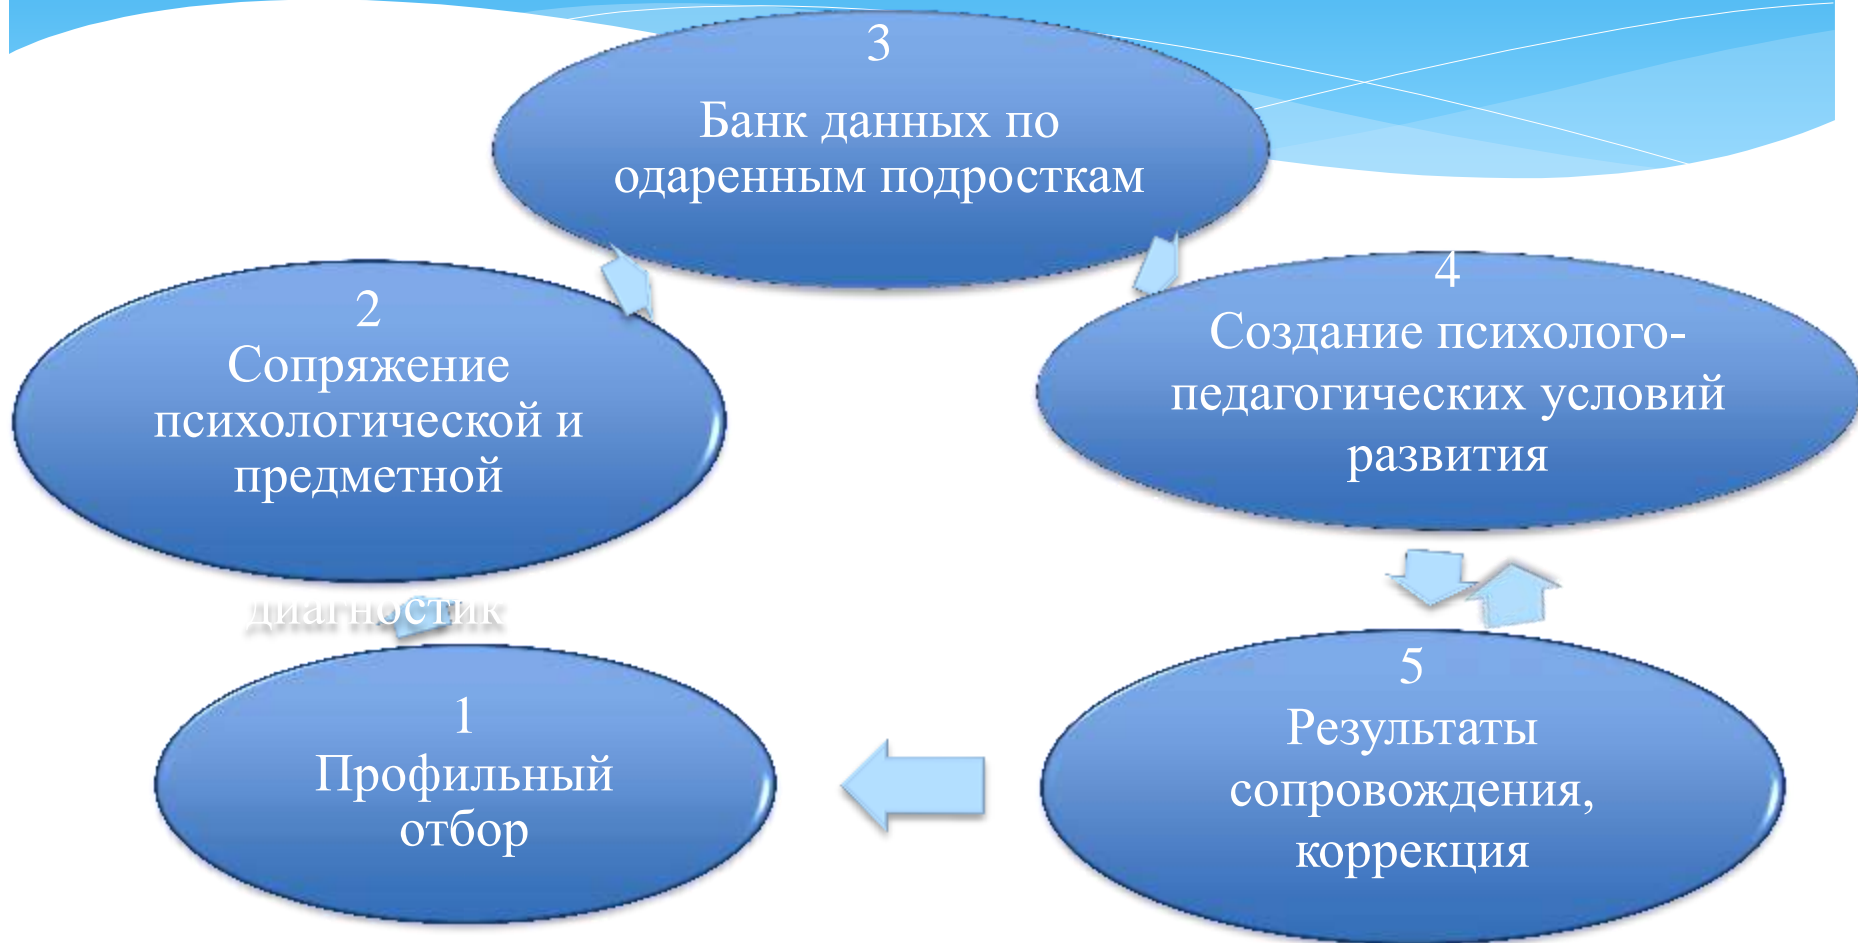 3
Банк данных по
одаренным подросткам
2
Сопряжение
психологической и
предметной
диагностик
4
Создание психолого-
педагогических условий
развития
1
Профильный
отбор
5
Результаты
сопровождения,
коррекция